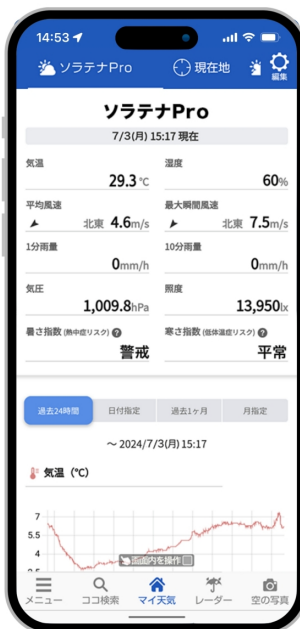 14:53
ソラテナPro 現在地 編集
ソラテナPro
7/3(月) 15:17 現在
気温 湿度
29.3 ℃ 60%
平均風速 最大瞬間風速
北東 4.6m/s 北東 7.5m/s
1分雨量 10分雨量
0mm/h 0mm/h
気圧 照度
1,009.8hPa 13,950lx
暑さ指数 (熱中症リスク) ? 寒さ指数 (低体温症リスク) ?
警戒 平常
過去24時間 日付指定 過去1ヶ月 月指定
〜 2024/7/3(月) 15:17
気温 (℃)
7
5.5
4
画面内を操作
2.5
メニュー ココ検索 マイ天気 レーダー 空の写真